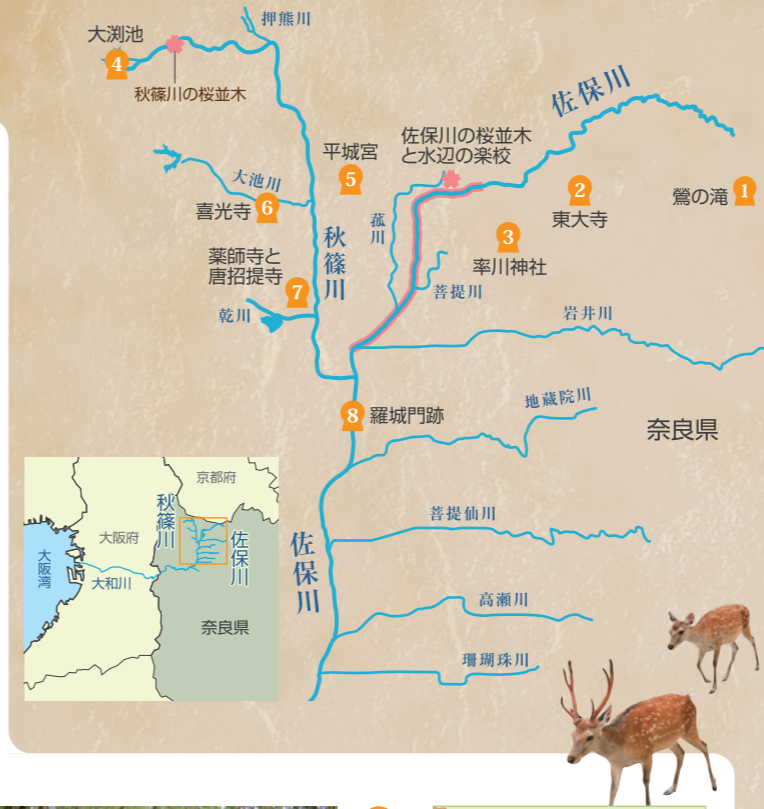 押熊川
大渕池
4
秋篠川の桜並木
佐保川
佐保川の桜並木
と水辺の楽校
平城宮
5
大池川
喜光寺
6
菰川
2
東大寺
鶯の滝
1
3
率川神社
秋篠川
薬師寺と
唐招提寺
7
乾川
菩提川
岩井川
8
羅城門跡
地蔵院川
奈良県
菩提仙川
佐保川
高瀬川
珊瑚珠川
京都府
秋篠川
大阪府
佐保川
大阪湾
大和川
奈良県